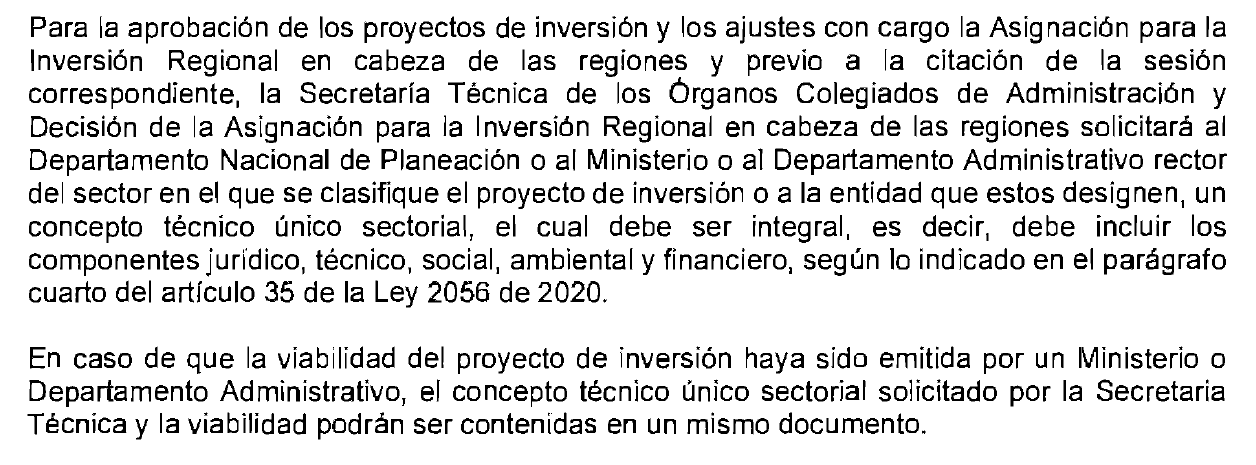 Para la aprobación de los proyectos de inversión y los ajustes con cargo la Asignación para la
Inversión Regional en cabeza de las regiones y previo a la citación de la sesión
correspondiente, la Secretaría Técnica de los Órganos Colegiados de Administración y
Decisión de la Asignación para la Inversión Regional en cabeza de las regiones solicitará al
Departamento Nacional de Planeación o al Ministerio o al Departamento Administrativo rector
del sector en el que se clasifique el proyecto de inversión o a la entidad que estos designen, un
concepto técnico único sectorial, el cual debe ser integral, es decir, debe incluir los
componentes jurídico, técnico, social, ambiental y financiero, según lo indicado en el parágrafo
cuarto del artículo 35 de la Ley 2056 de 2020.

En caso de que la viabilidad del proyecto de inversión haya sido emitida por un Ministerio o
Departamento Administrativo, el concepto técnico único sectorial solicitado por la Secretaria
Técnica y la viabilidad podrán ser contenidas en un mismo documento.